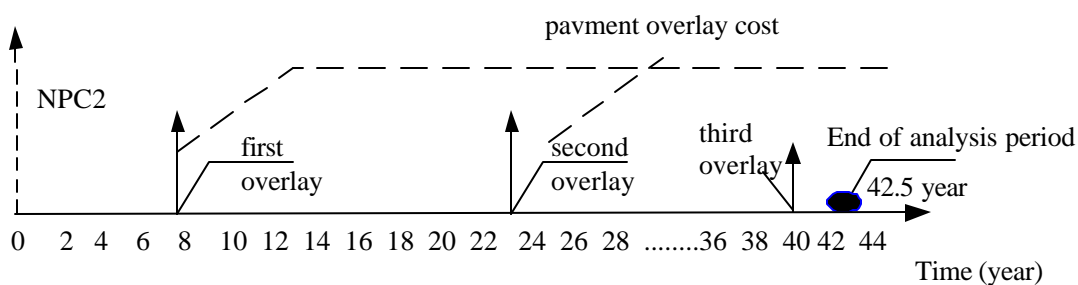 pavment overlay cost
NPC2
first
overlay
second
overlay
third
overlay
End of analysis period
42.5 year
0 2 4 6 8 10 12 14 16 18 20 22 24 26 28 ........36 38 40 42 44
Time (year)